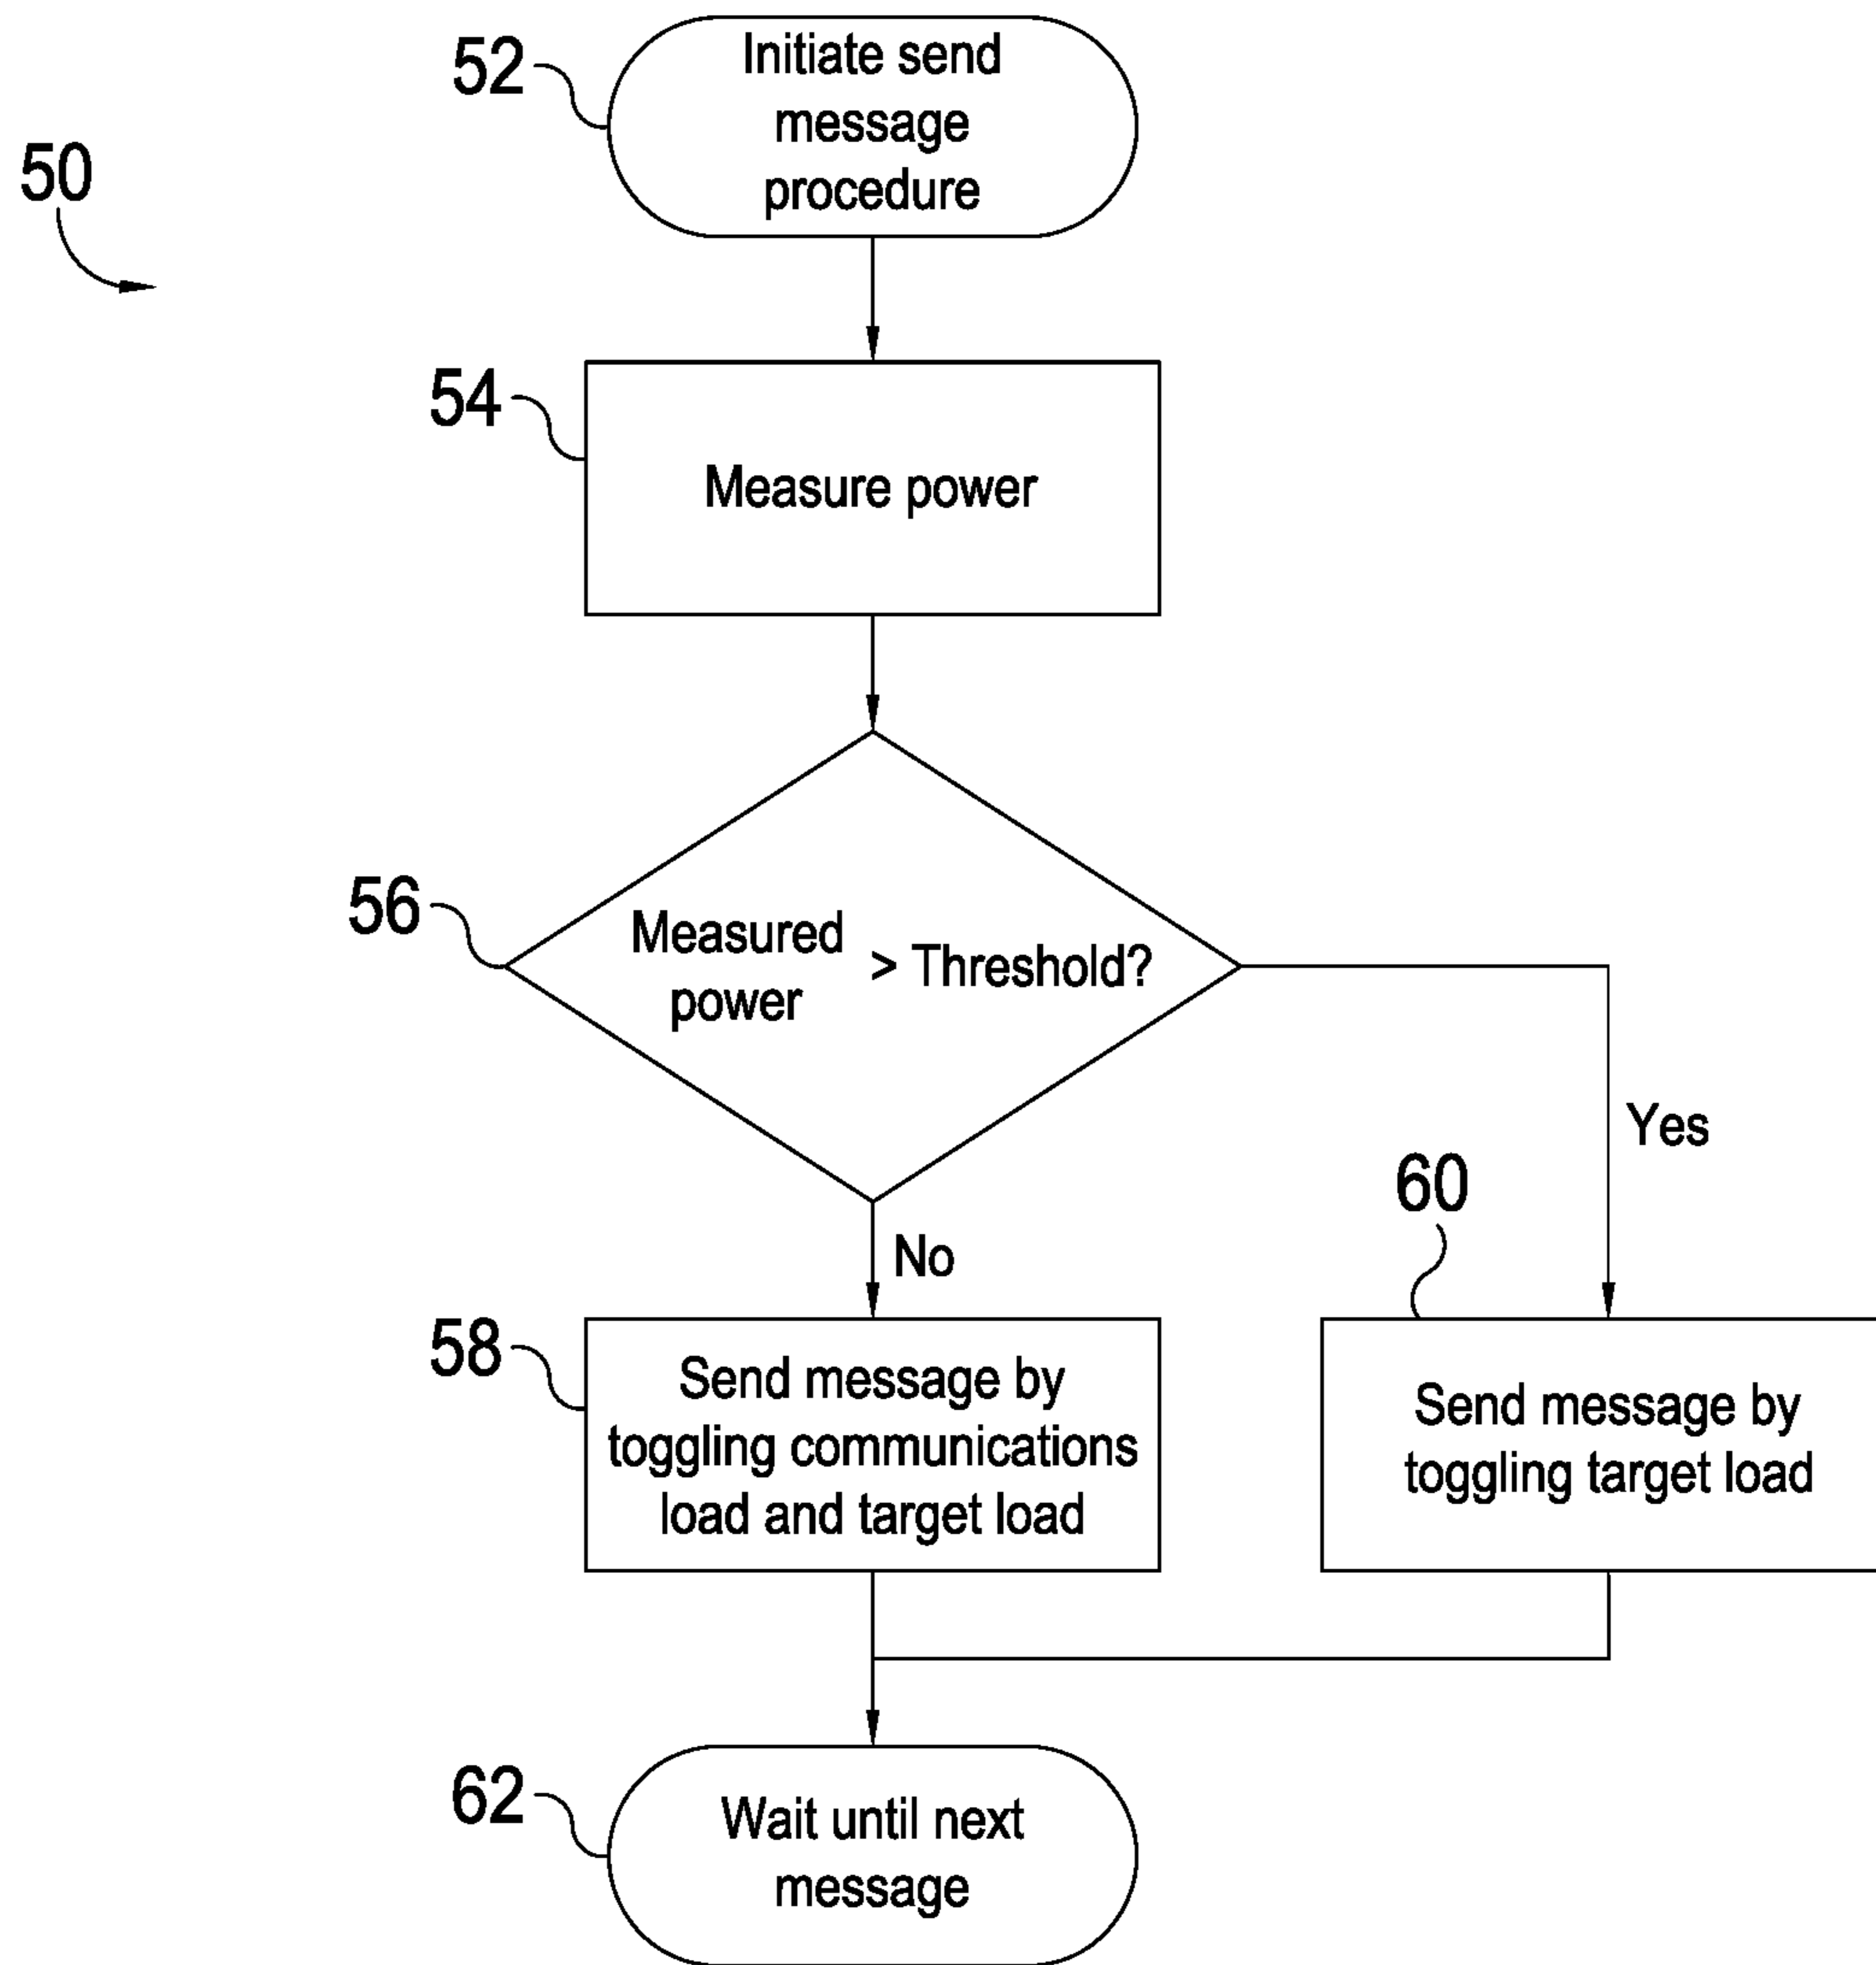 52
Initiate send
message
procedure
50
54
Measure power
56
Measured
power
> Threshold?
Yes
No
60
58
Send message by
toggling communications
load and target load
Send message by
toggling target load
62
Wait until next
message